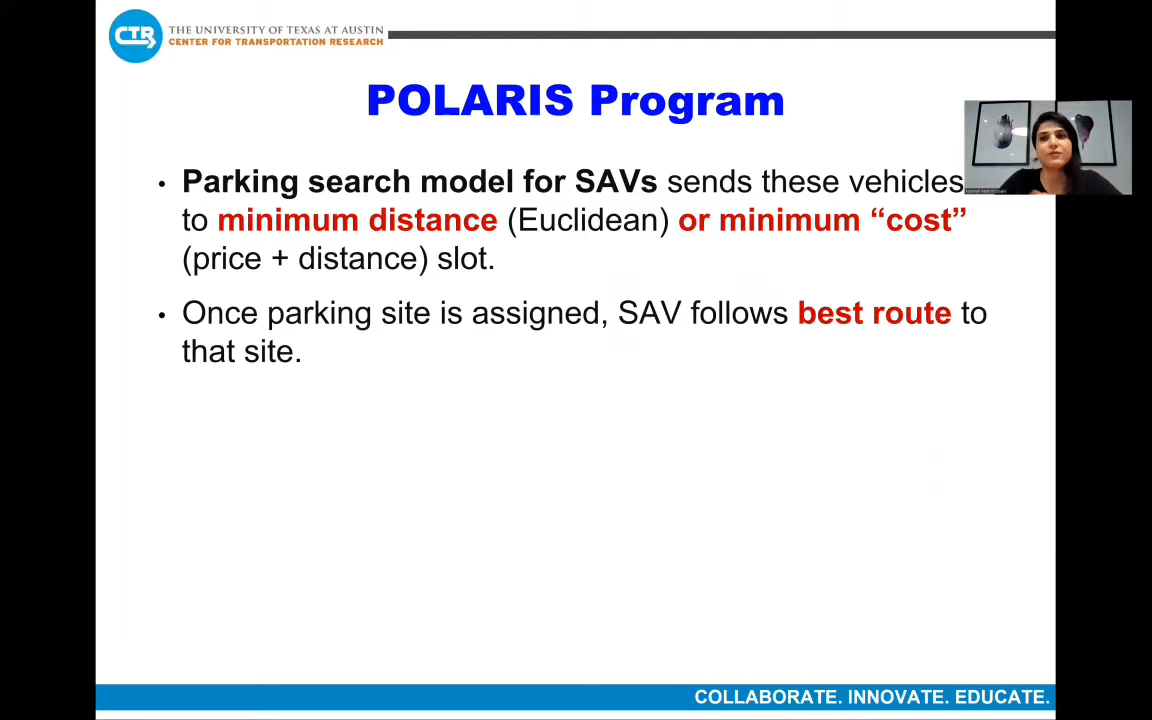 CTR
THE UNIVERSITY OF TEXAS AT AUSTIN
CENTER FOR TRANSPORTATION RESEARCH
POLARIS Program
• Parking search model for SAVs sends these vehicles
to minimum distance (Euclidean) or minimum “cost”
(price + distance) slot.
• Once parking site is assigned, SAV follows best route to
that site.
COLLABORATE. INNOVATE. EDUCATE.